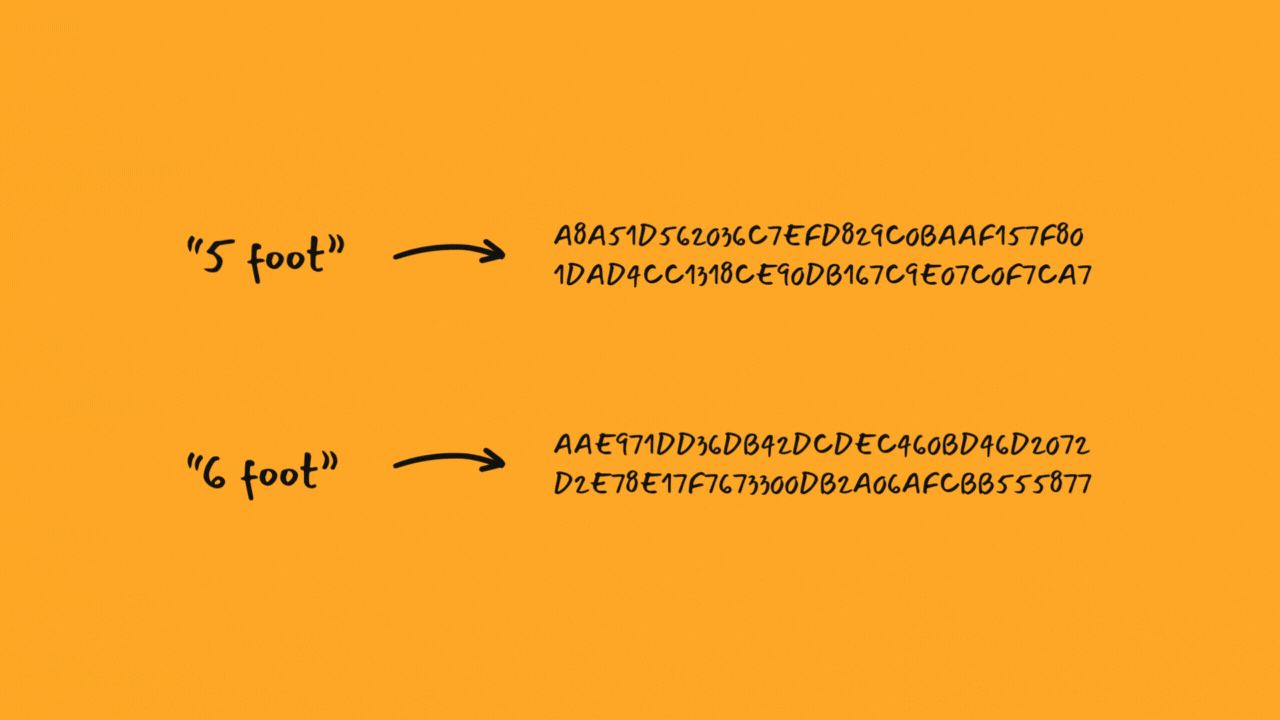 "5 foot"
A8A51D562036C7EFD829C0BAAF157F80
1DAD4CC1318CE90DB167C9E07C0F7CA7
"6 foot"
AAE971DD36DB42DCDEC460BD46D2072
D2E78E17F7673300DB2A06AFCBB555877